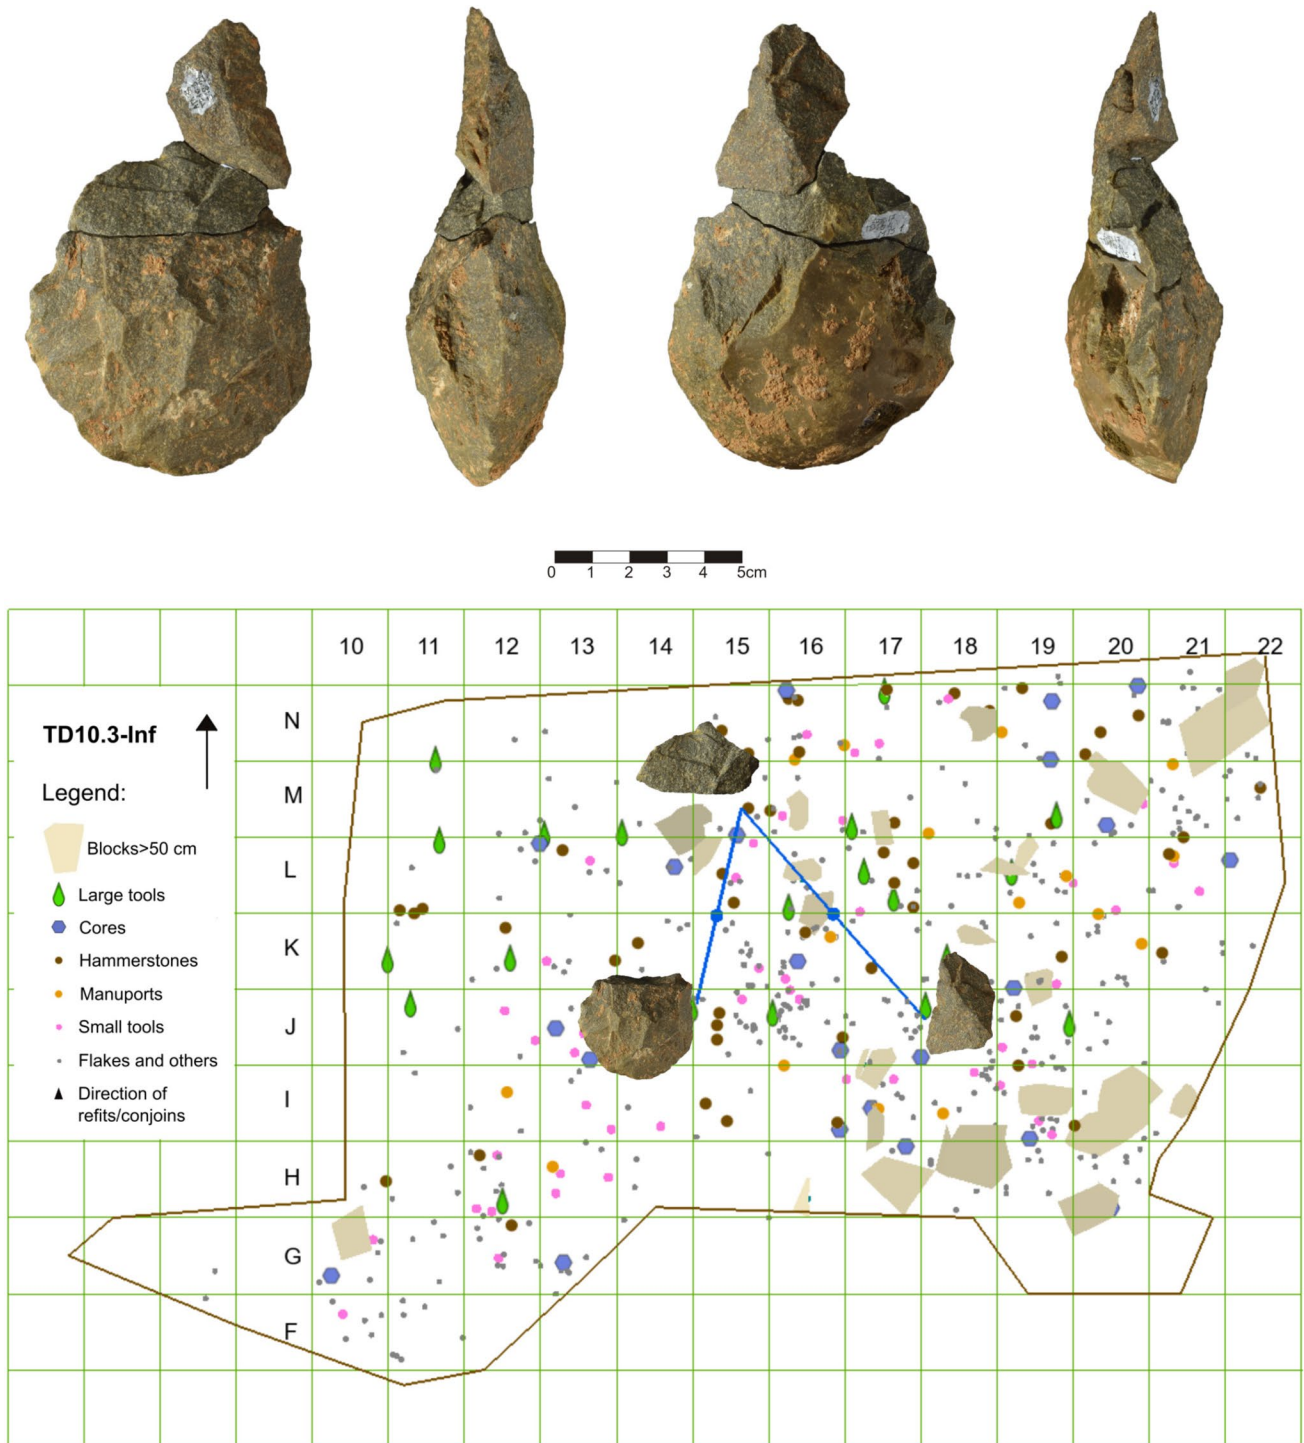 0 1 2 3 4 5cm
10 11 12 13 14 15 16 17 18 19 20 21 22
N
TD10.3-Inf
M
Legend:
Blocks>50 cm
L
Large tools
Cores
K
Hammerstones
Manuports
J
Small tools
Flakes and others
I
Direction of
refits/conjoins
H
G
F